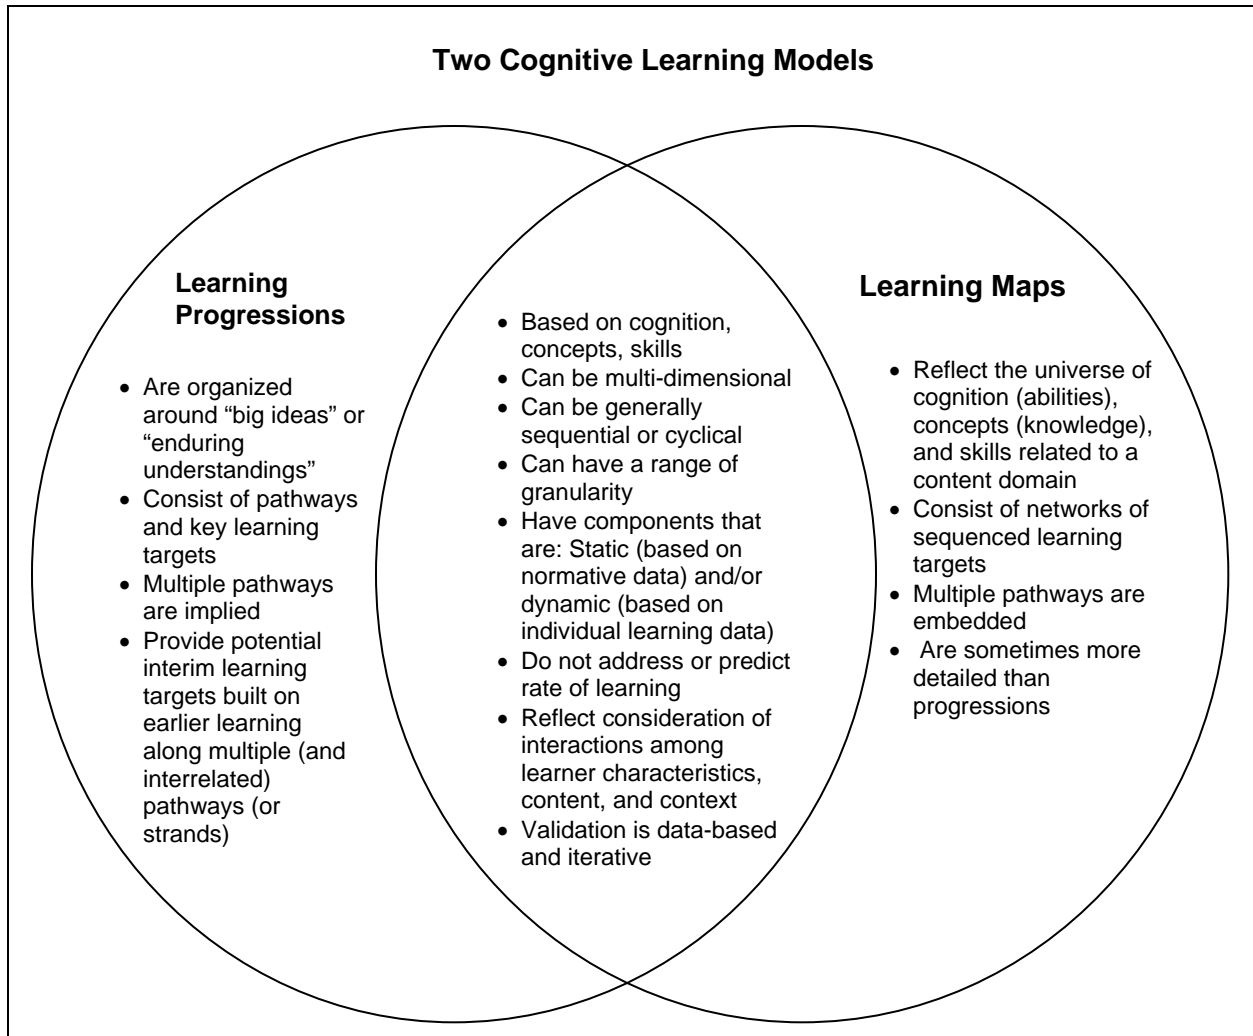 Two Cognitive Learning Models
Learning
Progressions
• Are organized
around “big ideas” or
“enduring
understandings”
• Consist of pathways
and key learning
targets
• Multiple pathways
are implied
• Provide potential
interim learning
targets built on
earlier learning
along multiple (and
interrelated)
pathways (or
strands)
• Based on cognition,
concepts, skills
• Can be multi-dimensional
• Can be generally
sequential or cyclical
• Can have a range of
granularity
• Have components that
are: Static (based on
normative data) and/or
dynamic (based on
individual learning data)
• Do not address or predict
rate of learning
• Reflect consideration of
interactions among
learner characteristics,
content, and context
• Validation is data-based
and iterative
Learning Maps
• Reflect the universe of
cognition (abilities),
concepts (knowledge),
and skills related to a
content domain
• Consist of networks of
sequenced learning
targets
• Multiple pathways are
embedded
• Are sometimes more
detailed than
progressions